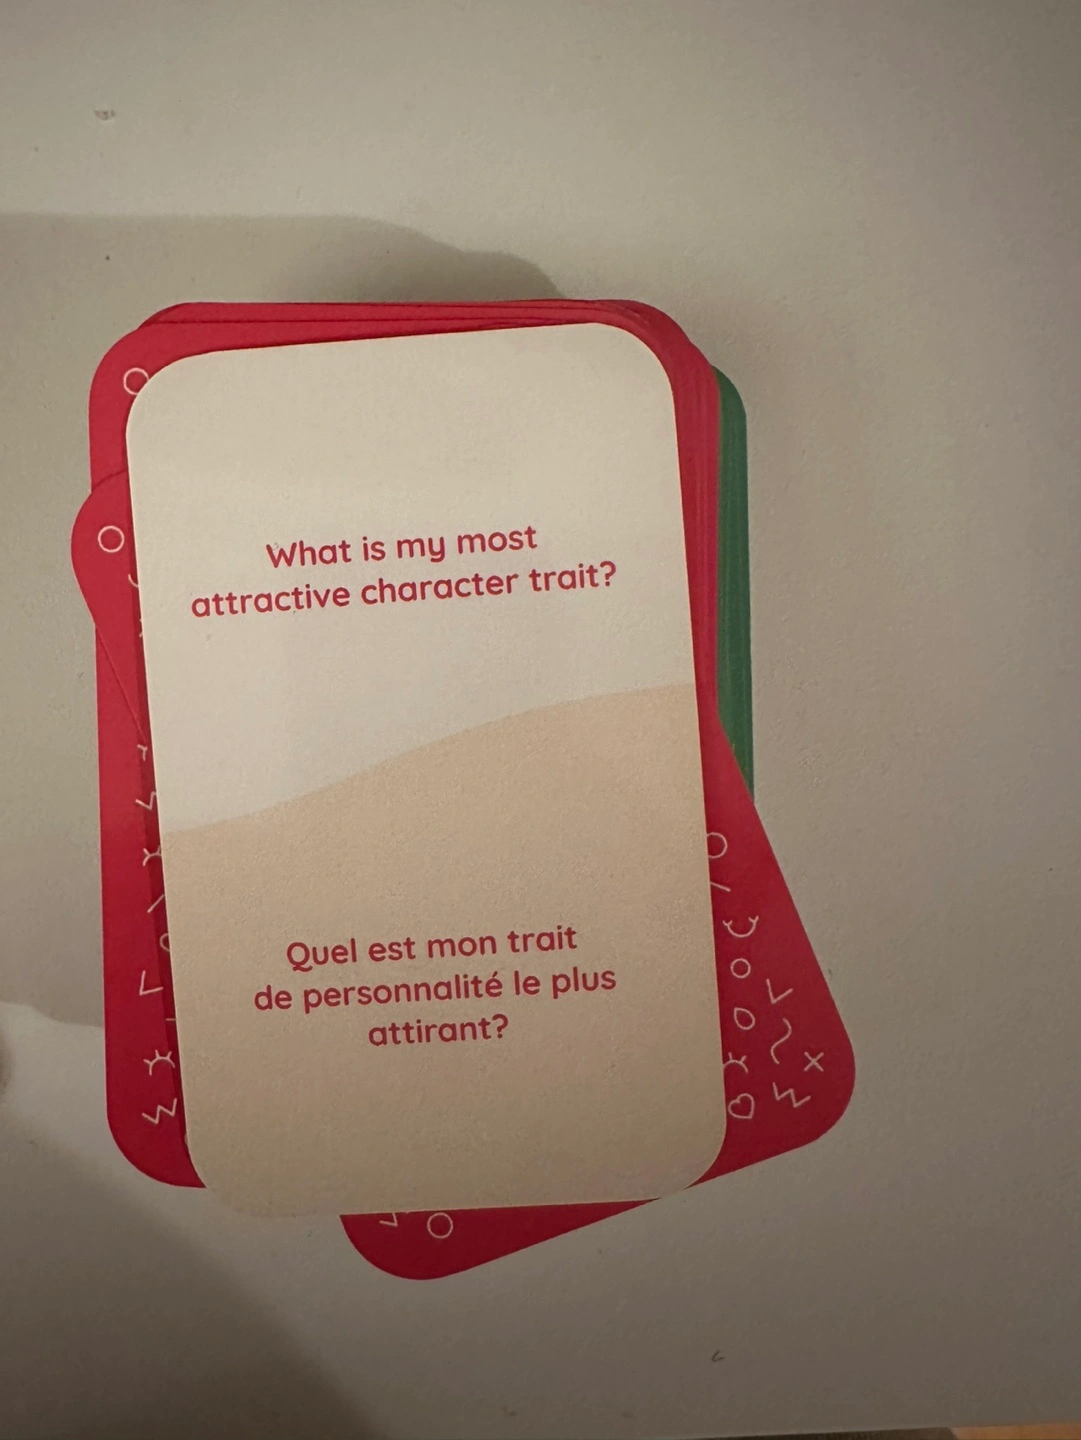 What is my most
attractive character trait?
Quel est mon trait
de personnalité le plus
attirant?